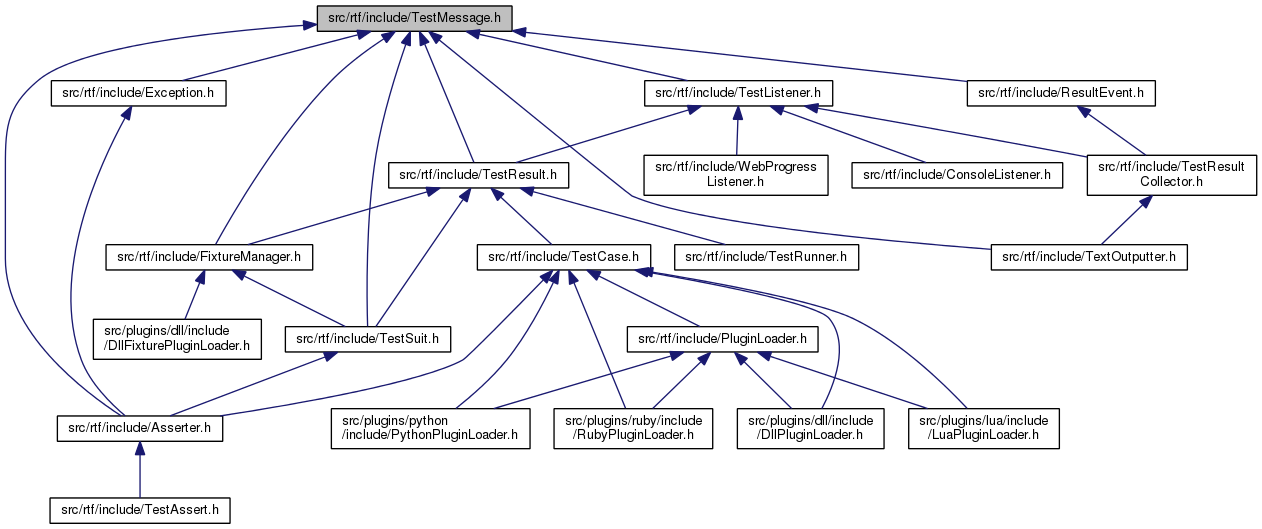 src/rtf/include/TestMessage.h
src/rtf/include/Exception.h
src/rtf/include/TestListener.h
src/rtf/include/ResultEvent.h
src/rtf/include/TestResult.h
src/rtf/include/WebProgress
Listener.h
src/rtf/include/ConsoleListener.h
src/rtf/include/TestResult
Collector.h
src/rtf/include/FixtureManager.h
src/rtf/include/TestCase.h
src/rtf/include/TestRunner.h
src/rtf/include/TextOutputter.h
src/plugins/dll/include
/DllFixturePluginLoader.h
src/rtf/include/TestSuit.h
src/rtf/include/PluginLoader.h
src/rtf/include/Asserter.h
src/plugins/python
/include/PythonPluginLoader.h
src/plugins/ruby/include
/RubyPluginLoader.h
src/plugins/dll/include
/DllPluginLoader.h
src/plugins/lua/include
/LuaPluginLoader.h
src/rtf/include/TestAssert.h